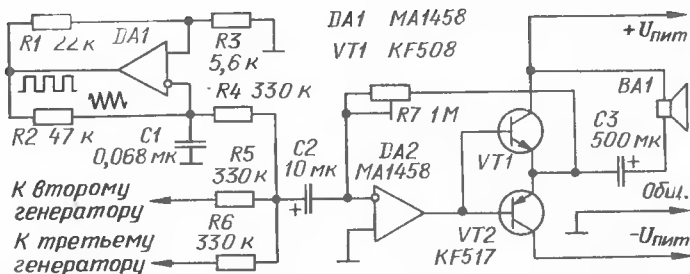 R1 22 к
DA1
R3
5,6 к
R4 330 к
R2 47 к
C1
0,068 мк
DA1 MA1458
VT1 KF508
+Uпит
BA1
R7 1 М
C3
500 мк
+
VT1
C2
10 мк
+
DA2
MA1458
R5
330 к
К второму
генератору
R6
330 к
К третьему
генератору
VT2
KF517
Общ.
-Uпит